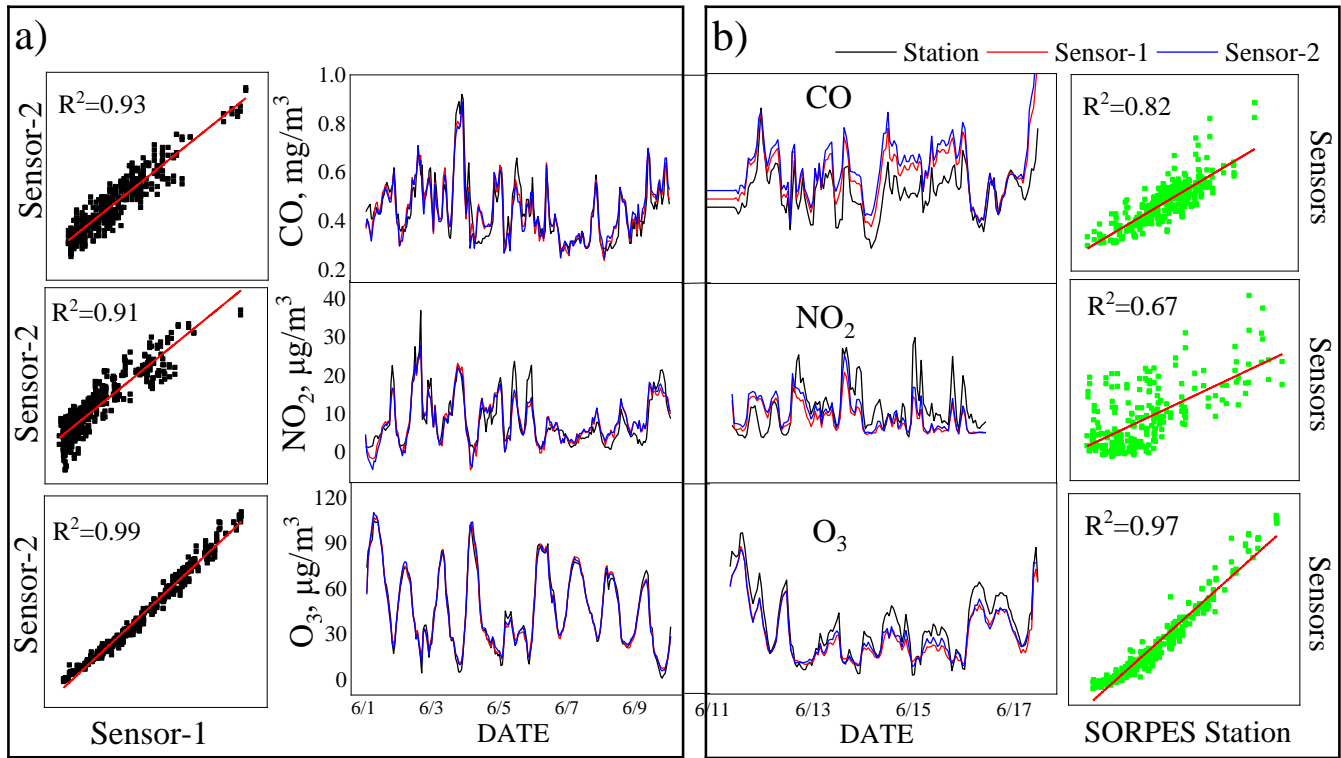 a)
Sensor-2
R²=0.93
CO, mg/m³
1.0
0.8
0.6
0.4
0.2
Sensor-2
R²=0.91
NO₂, μg/m³
40
30
20
10
0
Sensor-2
R²=0.99
O₃, μg/m³
120
90
60
30
0
6/1 6/3 6/5 6/7 6/9
Sensor-1
DATE
b)
Station Sensor-1 Sensor-2
CO
R²=0.82
Sensors
NO₂
R²=0.67
Sensors
O₃
R²=0.97
Sensors
6/11 6/13 6/15 6/17
DATE
SORPES Station